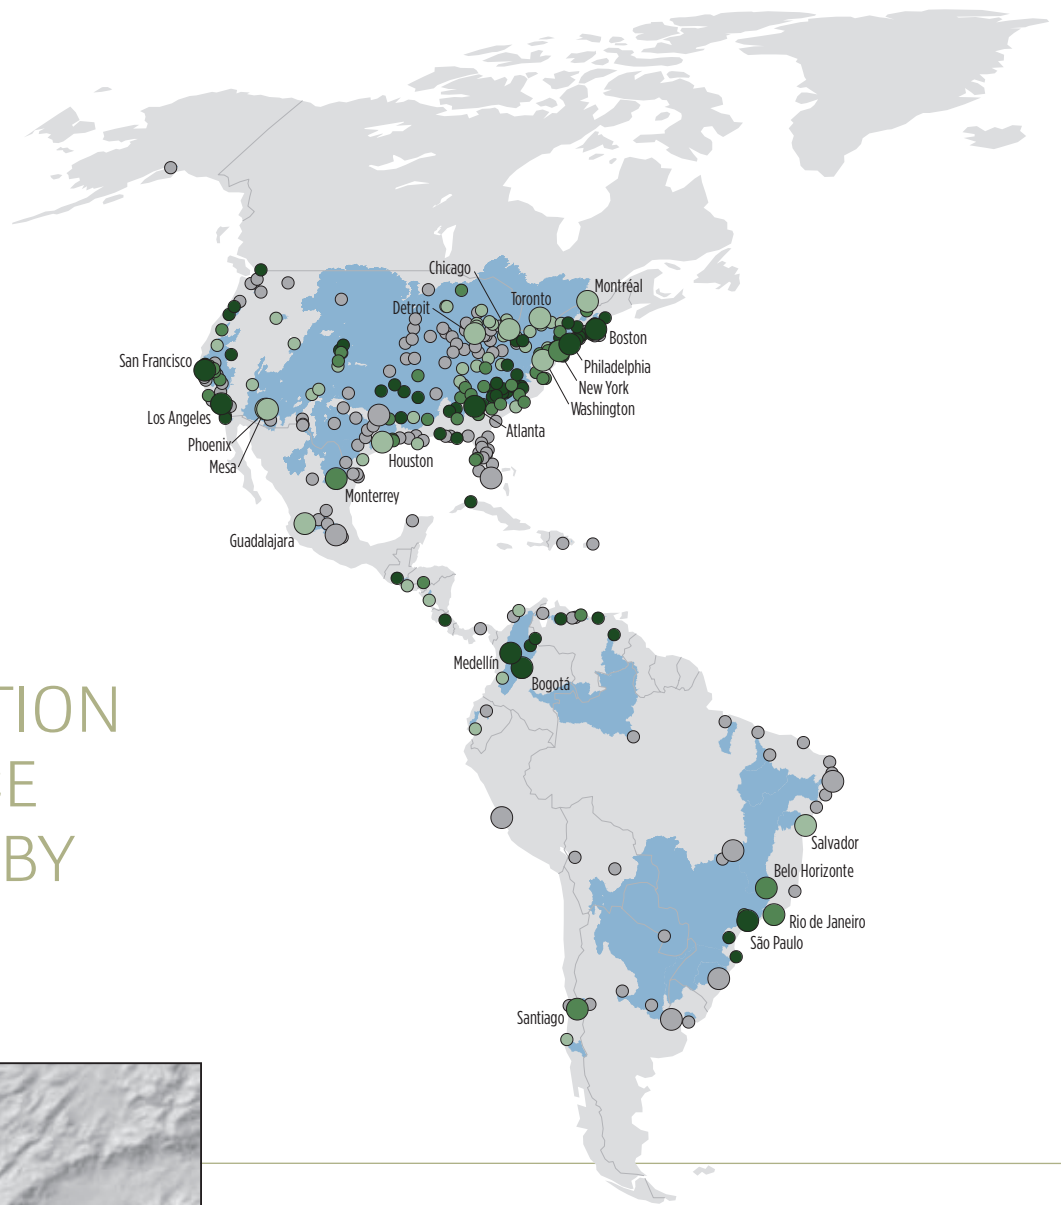 Chicago
Montréal
Toronto
Detroit
Boston
San Francisco
Philadelphia
New York
Washington
Los Angeles
Atlanta
Phoenix
Mesa
Houston
Monterrey
Guadalajara
Medellín
Bogotá
TION
BY
Salvador
Belo Horizonte
Rio de Janeiro
São Paulo
Santiago